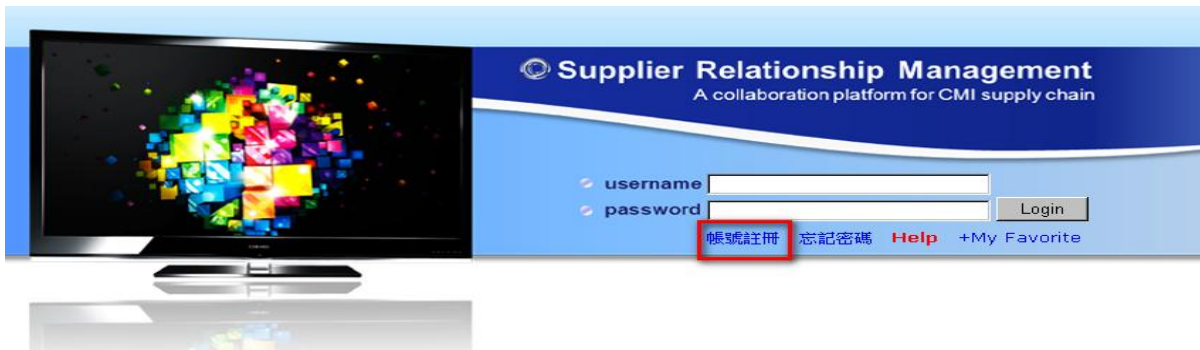 Supplier Relationship Management
A collaboration platform for CMI supply chain
username
password
Login
帳號註冊 忘記密碼 Help +My Favorite